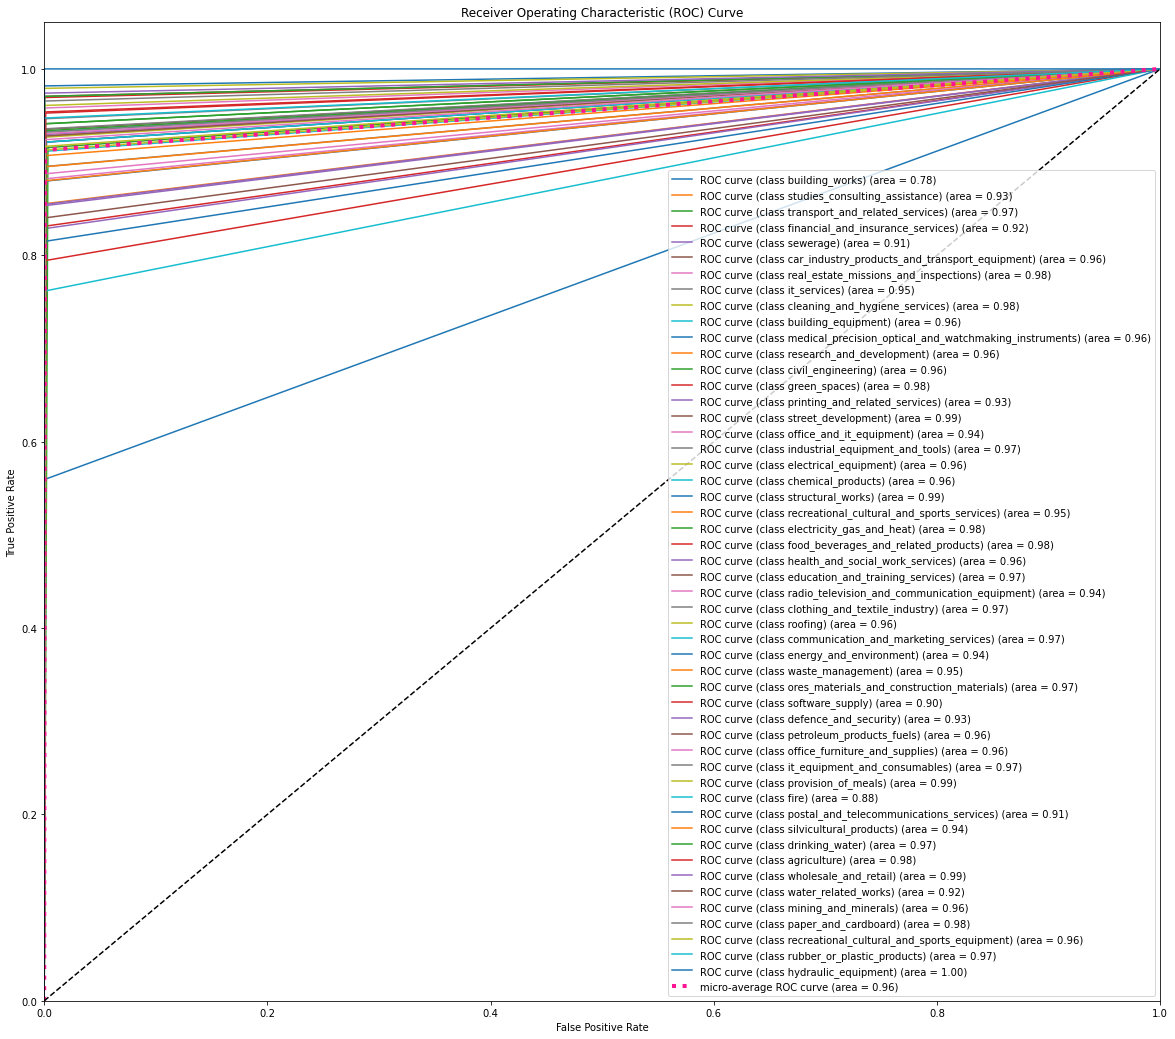 Receiver Operating Characteristic (ROC) Curve
1.0
0.8
0.6
0.4
0.2
0.0
True Positive Rate
ROC curve (class building_works) (area = 0.78)
ROC curve (class studies_consulting_assistance) (area = 0.93)
ROC curve (class transport_and_related_services) (area = 0.97)
ROC curve (class financial_and_insurance_services) (area = 0.92)
ROC curve (class sewerage) (area = 0.91)
ROC curve (class car_industry_products_and_transport_equipment) (area = 0.96)
ROC curve (class real_estate_missions_and_inspections) (area = 0.98)
ROC curve (class it_services) (area = 0.95)
ROC curve (class cleaning_and_hygiene_services) (area = 0.98)
ROC curve (class building_equipment) (area = 0.96)
ROC curve (class medical_precision_optical_and_watchmaking_instruments) (area = 0.96)
ROC curve (class research_and_development) (area = 0.96)
ROC curve (class civil_engineering) (area = 0.96)
ROC curve (class green_spaces) (area = 0.98)
ROC curve (class printing_and_related_services) (area = 0.93)
ROC curve (class street_development) (area = 0.99)
ROC curve (class office_and_it_equipment) (area = 0.94)
ROC curve (class industrial_equipment_and_tools) (area = 0.97)
ROC curve (class electrical_equipment) (area = 0.96)
ROC curve (class chemical_products) (area = 0.96)
ROC curve (class structural_works) (area = 0.99)
ROC curve (class recreational_cultural_and_sports_services) (area = 0.95)
ROC curve (class electricity_gas_and_heat) (area = 0.98)
ROC curve (class food_beverages_and_related_products) (area = 0.98)
ROC curve (class health_and_social_work_services) (area = 0.96)
ROC curve (class education_and_training_services) (area = 0.97)
ROC curve (class radio_television_and_communication_equipment) (area = 0.94)
ROC curve (class clothing_and_textile_industry) (area = 0.97)
ROC curve (class roofing) (area = 0.96)
ROC curve (class communication_and_marketing_services) (area = 0.97)
ROC curve (class energy_and_environment) (area = 0.94)
ROC curve (class waste_management) (area = 0.95)
ROC curve (class ores_materials_and_construction_materials) (area = 0.97)
ROC curve (class software_supply) (area = 0.90)
ROC curve (class defence_and_security) (area = 0.93)
ROC curve (class petroleum_products_fuels) (area = 0.96)
ROC curve (class office_furniture_and_supplies) (area = 0.96)
ROC curve (class it_equipment_and_consumables) (area = 0.97)
ROC curve (class provision_of_meals) (area = 0.99)
ROC curve (class fire) (area = 0.88)
ROC curve (class postal_and_telecommunications_services) (area = 0.91)
ROC curve (class silvicultural_products) (area = 0.94)
ROC curve (class drinking_water) (area = 0.97)
ROC curve (class agriculture) (area = 0.98)
ROC curve (class wholesale_and_retail) (area = 0.99)
ROC curve (class water_related_works) (area = 0.92)
ROC curve (class mining_and_minerals) (area = 0.96)
ROC curve (class paper_and_cardboard) (area = 0.98)
ROC curve (class recreational_cultural_and_sports_equipment) (area = 0.96)
ROC curve (class rubber_or_plastic_products) (area = 0.97)
ROC curve (class hydraulic_equipment) (area = 1.00)
micro-average ROC curve (area = 0.96)
0.0 0.2 0.4 0.6 0.8 1.0
False Positive Rate